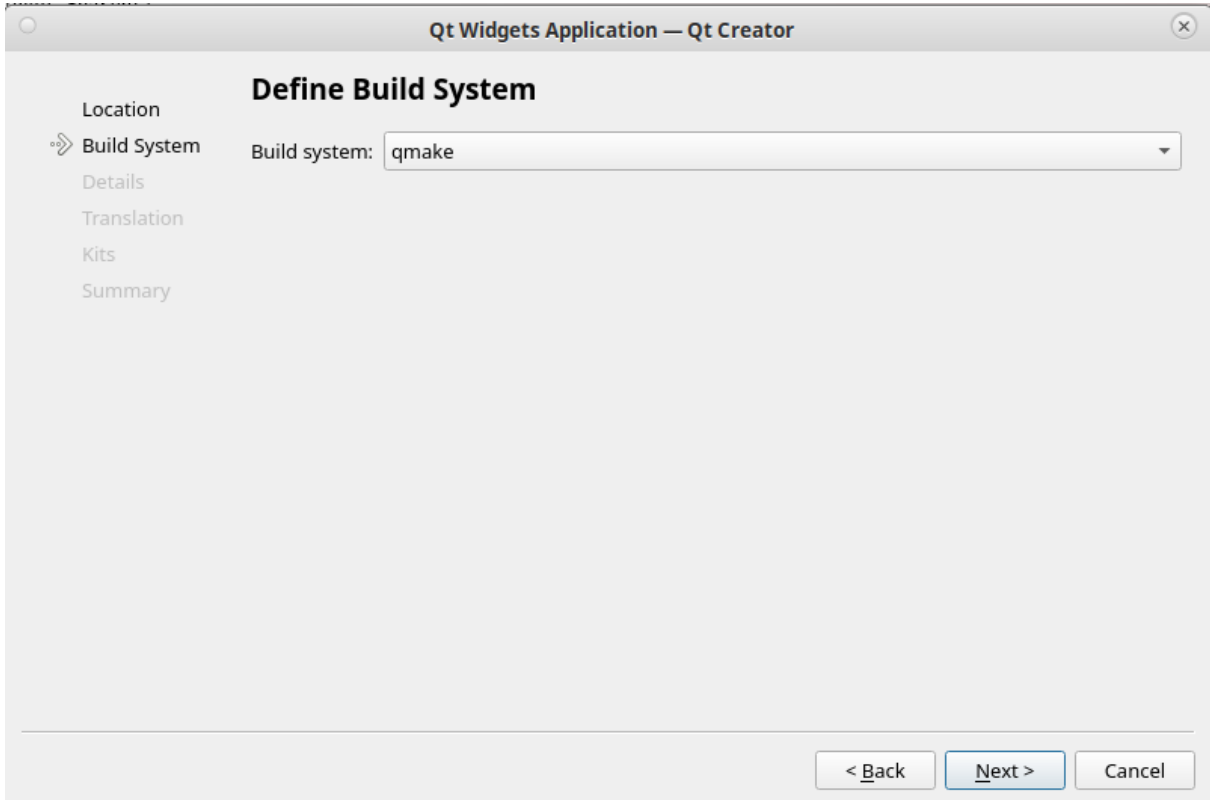 Qt Widgets Application — Qt Creator
Define Build System
Location
Build System
Details
Translation
Kits
Summary
Build system: qmake
< Back
Next >
Cancel